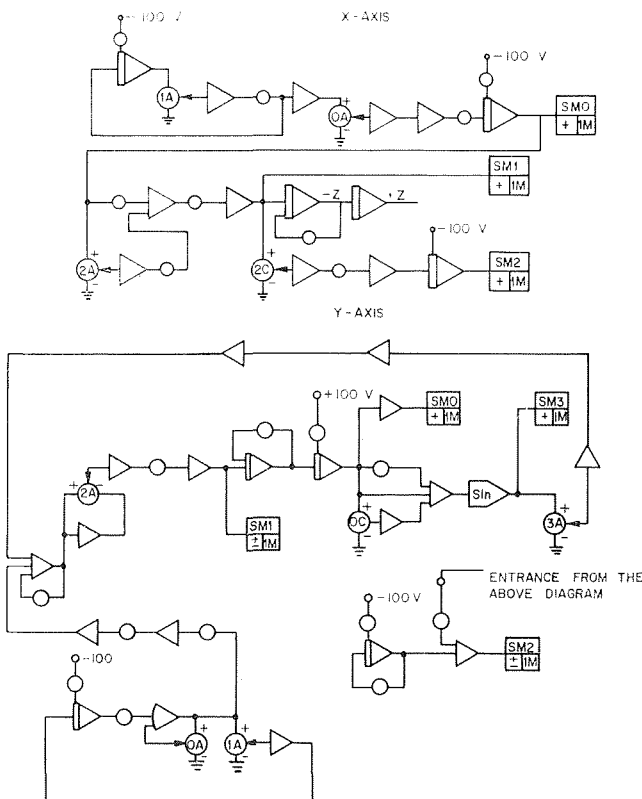 -100 V
X-AXIS
1A
+
0A
-
-100 V
SM0
+ 1M
SM1
+ 1M
-Z
+Z
-100 V
+
2A
-
+
2C
-
SM2
+ 1M
Y-AXIS
+100 V
SM0
+ 1M
SM3
+ 1M
+ 2A -
Sin
SM1
± 1M
0C
+
3A
-
ENTRANCE FROM THE
ABOVE DIAGRAM
-100 V
SM2
± 1M
-100
+
0A
-
+
1A
-